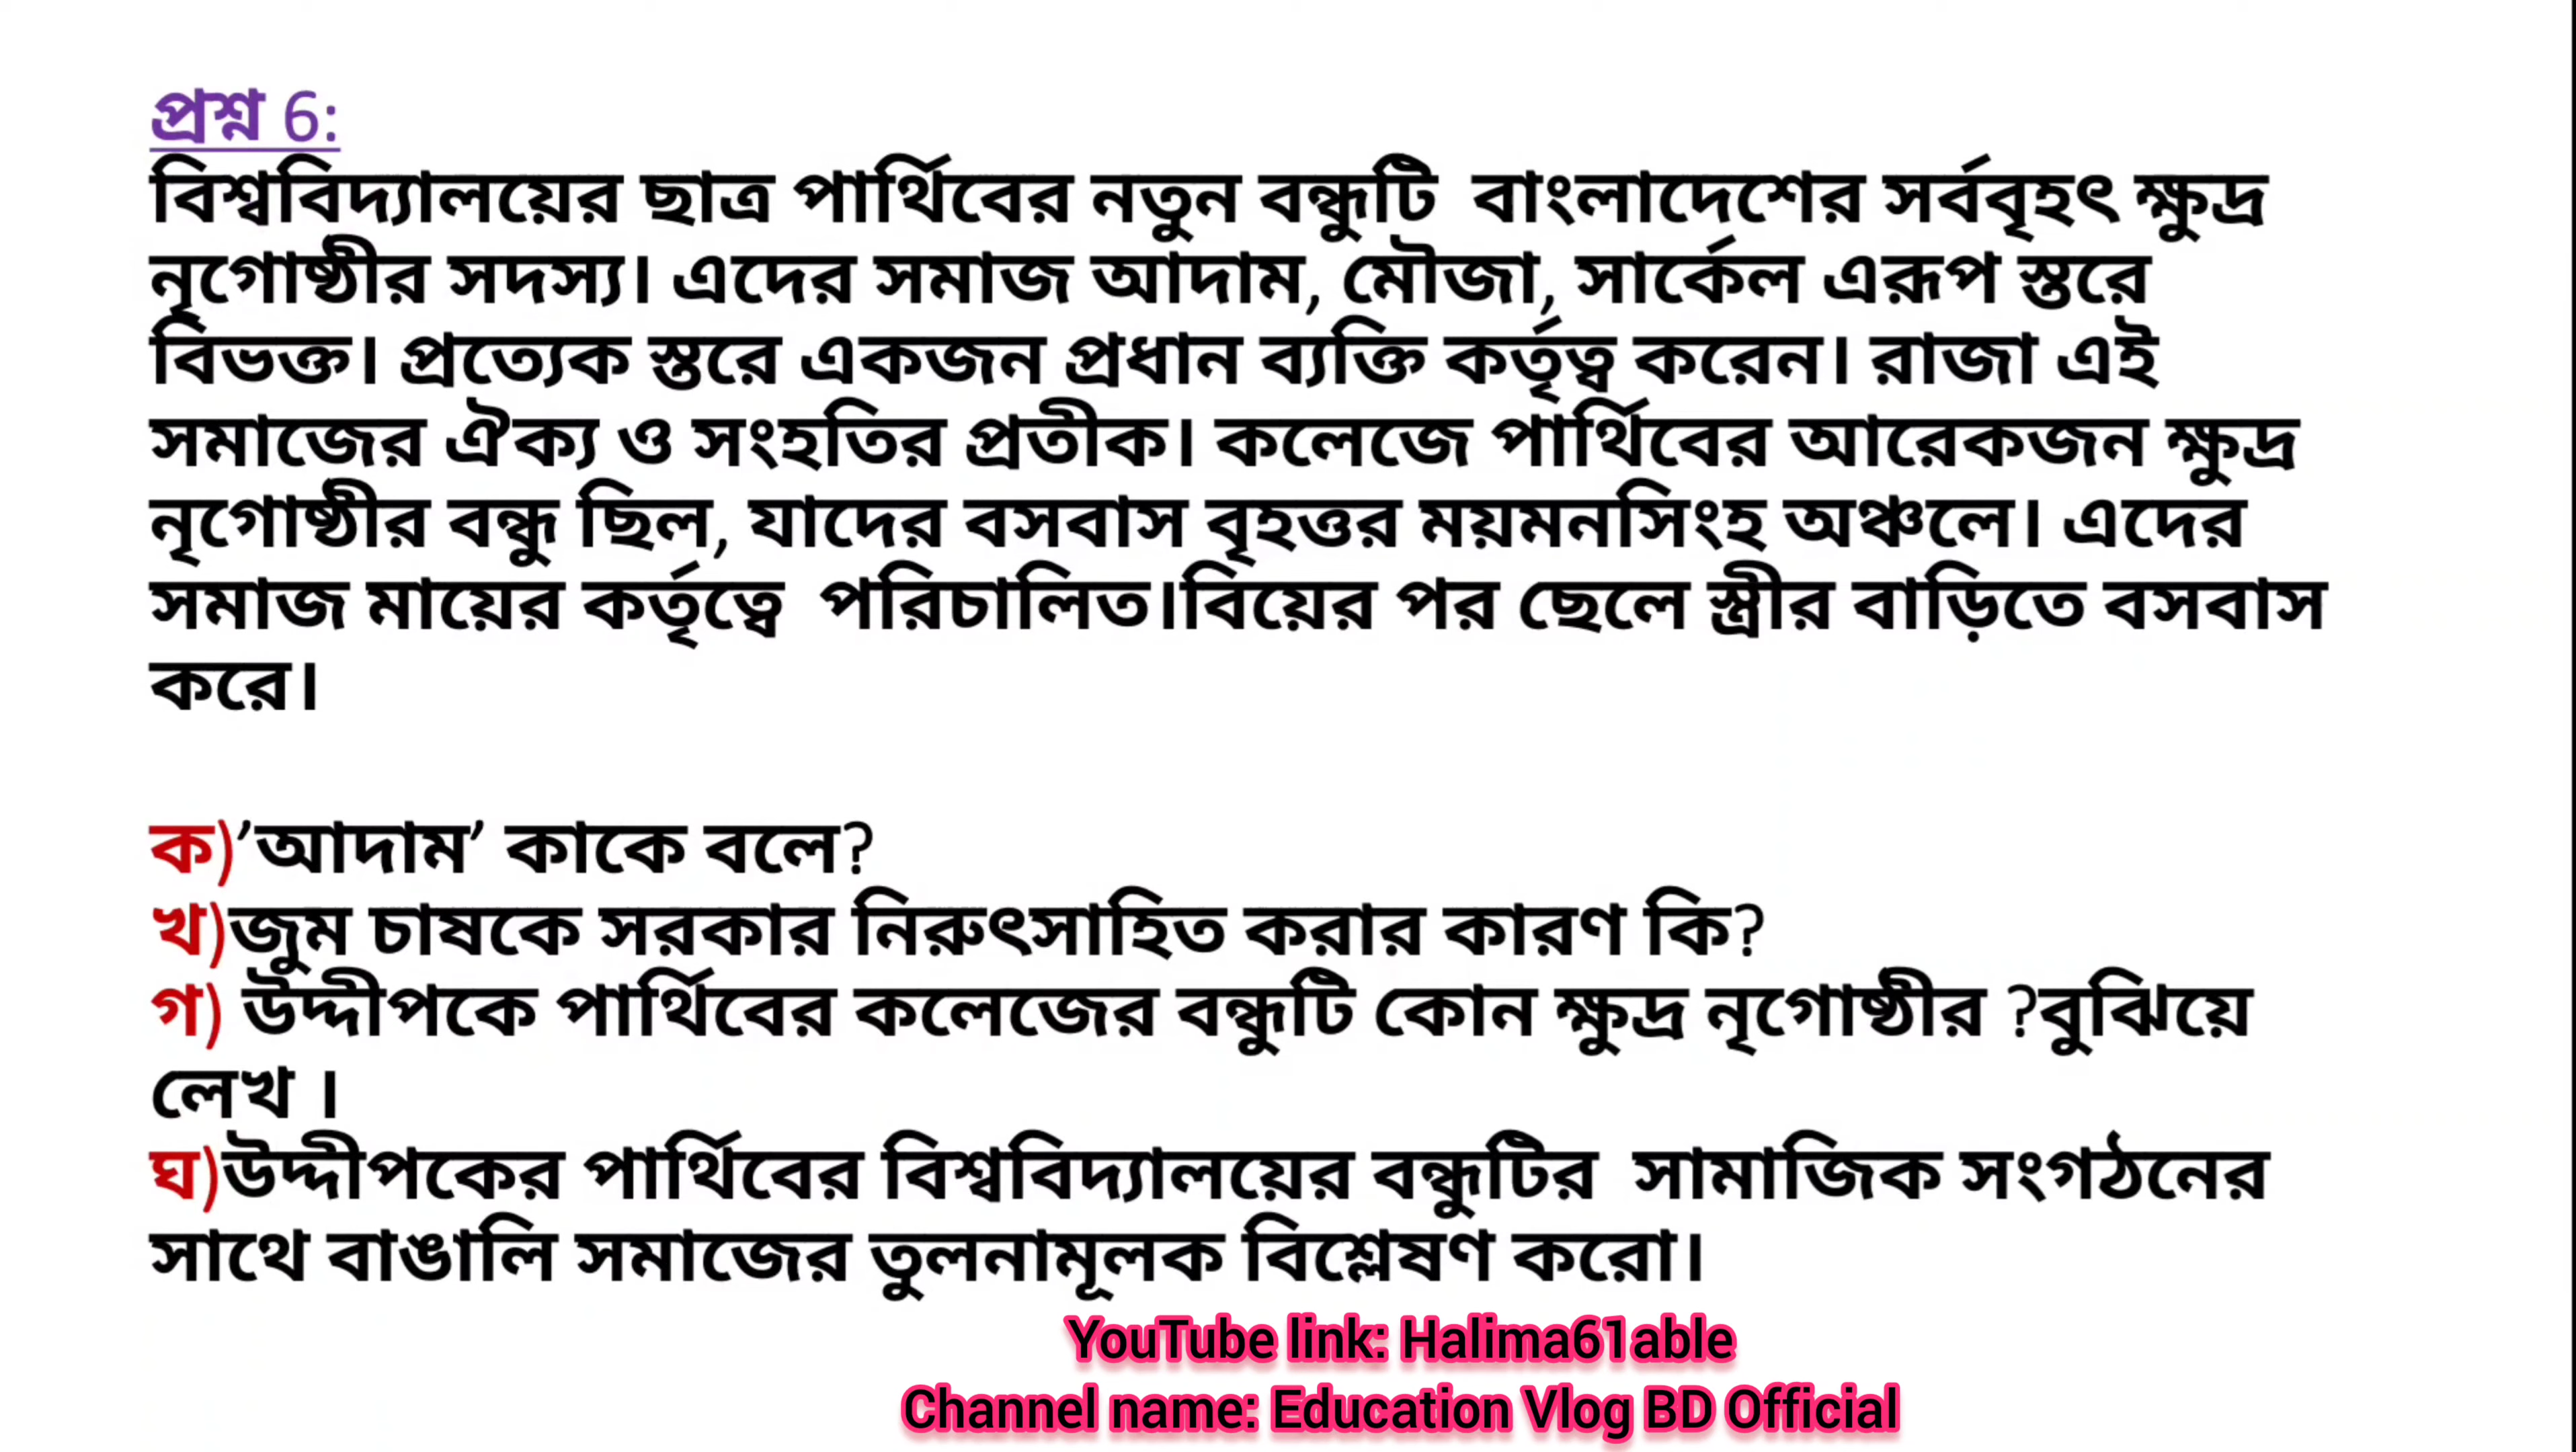 প্রশ্ন 6:
বিশ্ববিদ্যালয়ের ছাত্র পার্থিবের নতুন বন্ধুটি বাংলাদেশের সর্ববৃহৎ ক্ষুদ্র
নৃগোষ্ঠীর সদস্য। এদের সমাজ আদাম, মৌজা, সার্কেল এরূপ স্তরে
বিভক্ত। প্রত্যেক স্তরে একজন প্রধান ব্যক্তি কর্তৃত্ব করেন। রাজা এই
সমাজের ঐক্য ও সংহতির প্রতীক। কলেজে পার্থিবের আরেকজন ক্ষুদ্র
নৃগোষ্ঠীর বন্ধু ছিল, যাদের বসবাস বৃহত্তর ময়মনসিংহ অঞ্চলে। এদের
সমাজ মায়ের কর্তৃত্বে পরিচালিত।বিয়ের পর ছেলে স্ত্রীর বাড়িতে বসবাস
করে।
ক)’আদাম’ কাকে বলে?
খ)জুম চাষকে সরকার নিরুৎসাহিত করার কারণ কি?
গ) উদ্দীপকে পার্থিবের কলেজের বন্ধুটি কোন ক্ষুদ্র নৃগোষ্ঠীর ?বুঝিয়ে
লেখ ।
ঘ)উদ্দীপকের পার্থিবের বিশ্ববিদ্যালয়ের বন্ধুটির সামাজিক সংগঠনের
সাথে বাঙালি সমাজের তুলনামূলক বিশ্লেষণ করো।
YouTube link: Halima61able
Channel name: Education Vlog BD Official